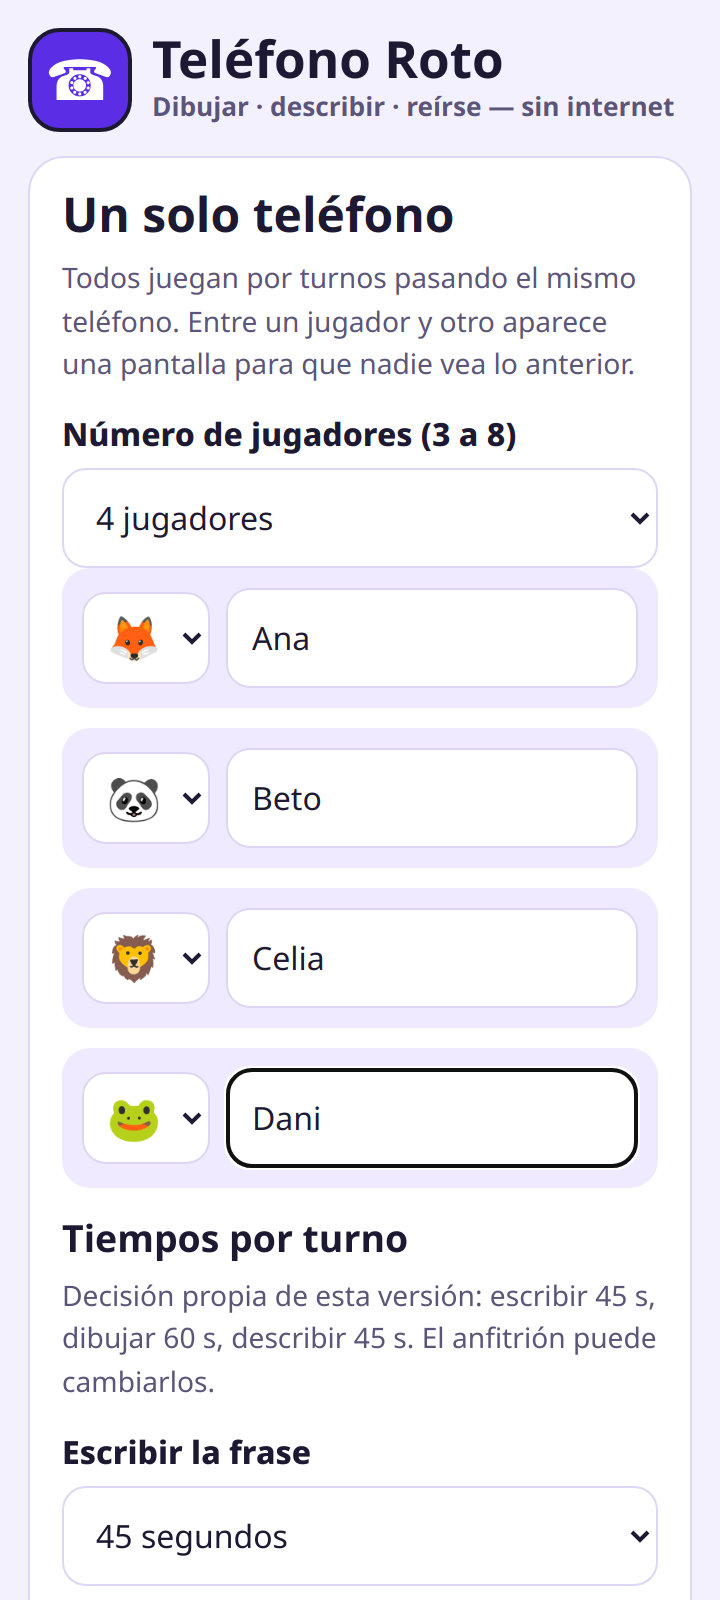 Teléfono Roto
Dibujar · describir · reírse — sin internet
Un solo teléfono
Todos juegan por turnos pasando el mismo
teléfono. Entre un jugador y otro aparece
una pantalla para que nadie vea lo anterior.
Número de jugadores (3 a 8)
4 jugadores
Ana
Beto
Celia
Dani
Tiempos por turno
Decisión propia de esta versión: escribir 45 s,
dibujar 60 s, describir 45 s. El anfitrión puede
cambiarlos.
Escribir la frase
45 segundos